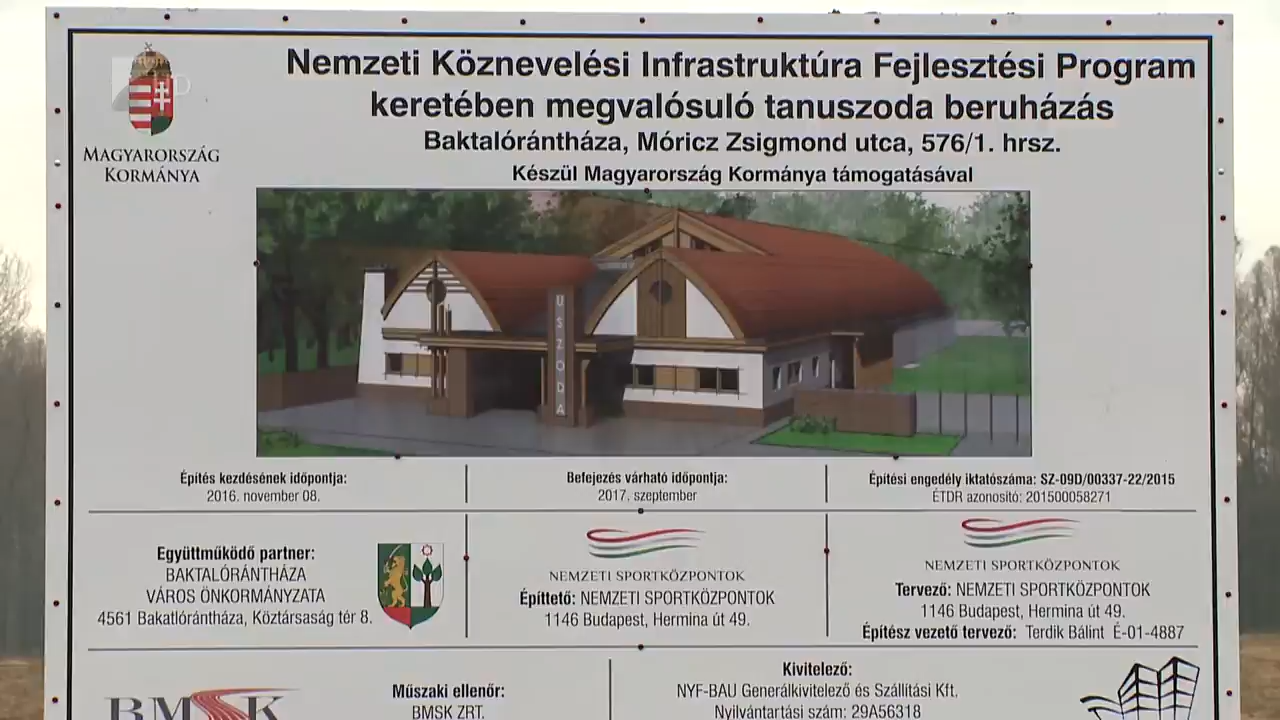 Nemzeti Köznevelési Infrastruktúra Fejlesztési Program
keretében megvalósuló tanuszoda beruházás
Baktalórántháza, Móricz Zsigmond utca, 576/1. hrsz.
Készül Magyarország Kormánya támogatásával
MAGYARORSZÁG
KORMÁNYA
USZODA
Építés kezdésének időpontja:
2016. november 08.
Befejezés várható időpontja:
2017. szeptember
Építési engedély iktatószáma: SZ-09D/00337-22/2015
ÉTDR azonosító: 201500058271
Együttműködő partner:
BAKTALÓRÁNTHÁZA
VÁROS ÖNKORMÁNYZATA
4561 Bakatlórántháza, Köztársaság tér 8.
NEMZETI SPORTKÖZPONTOK
Építtető: NEMZETI SPORTKÖZPONTOK
1146 Budapest, Hermina út 49.
NEMZETI SPORTKÖZPONTOK
Tervező: NEMZETI SPORTKÖZPONTOK
1146 Budapest, Hermina út 49.
Építész vezető tervező: Terdik Bálint É-01-4887
BMSK
Műszaki ellenőr:
BMSK ZRT.
Kivitelező:
NYF-BAU Generálkivitelező és Szállítási Kft.
Nyilvántartási szám: 29A56318